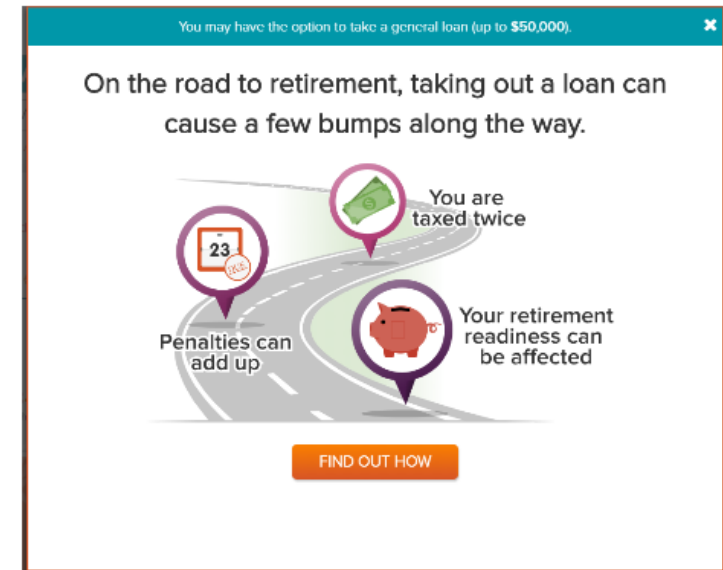 You may have the option to take a general loan (up to $50,000).
On the road to retirement, taking out a loan can
cause a few bumps along the way.
You are
taxed twice
23
DUE
Penalties can
add up
Your retirement
readiness can
be affected
FIND OUT HOW